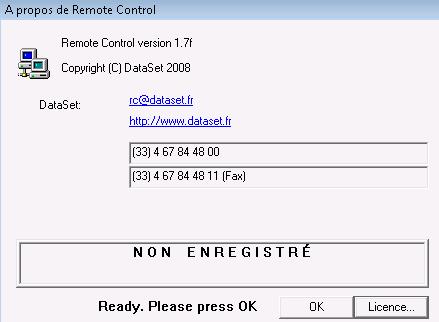 A propos de Remote Control
Remote Control version 1.7f
Copyright (C) DataSet 2008
DataSet:
rc@dataset.fr
http://www.dataset.fr
(33) 4 67 84 48 00
(33) 4 67 84 48 11 (Fax)
NON ENREGISTRÉ
Ready. Please press OK
OK
Licence...